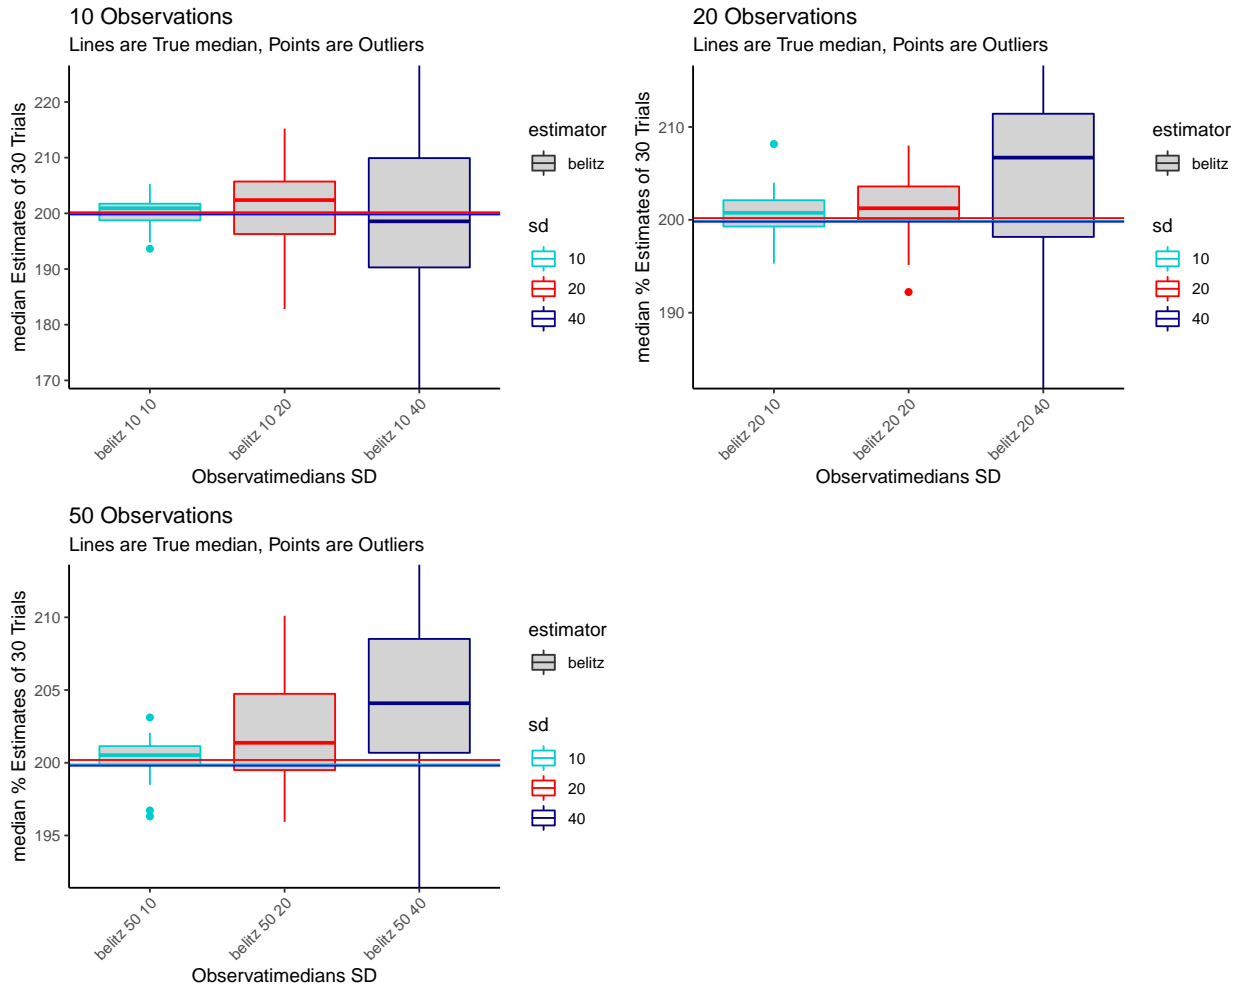 10 Observations
Lines are True median, Points are Outliers
median Estimates of 30 Trials
220
210
200
190
180
170
belitz 10 10
belitz 10 20
belitz 10 40
Observatimedians SD
estimator
belitz
sd
10
20
40
20 Observations
Lines are True median, Points are Outliers
median % Estimates of 30 Trials
210
200
190
belitz 20 10
belitz 20 20
belitz 20 40
Observatimedians SD
estimator
belitz
sd
10
20
40
50 Observations
Lines are True median, Points are Outliers
median % Estimates of 30 Trials
210
205
200
195
belitz 50 10
belitz 50 20
belitz 50 40
Observatimedians SD
estimator
belitz
sd
10
20
40